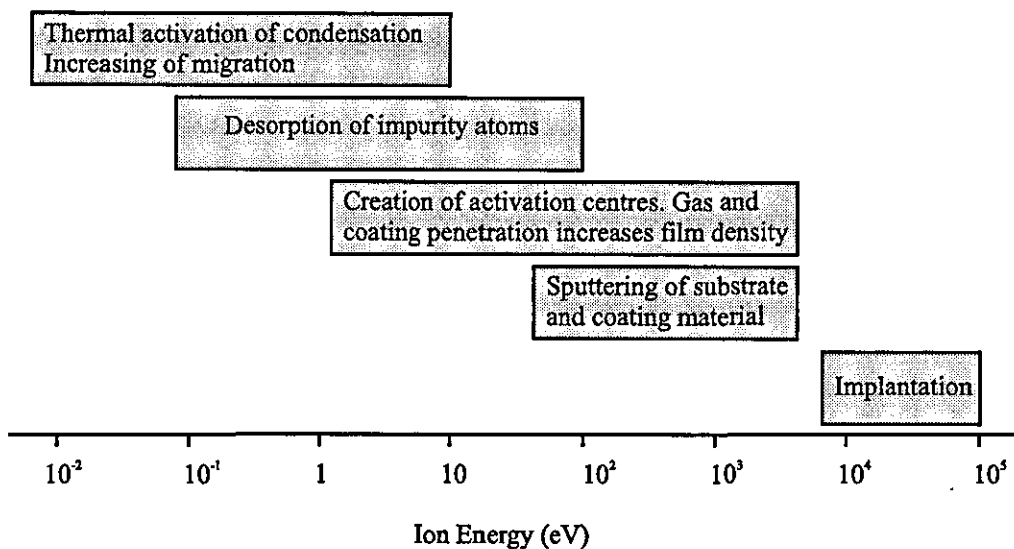 Thermal activation of condensation
Increasing of migration
Desorption of impurity atoms
Creation of activation centres. Gas and
coating penetration increases film density
Sputtering of substrate
and coating material
Implantation
10⁻² 10⁻¹ 1 10 10² 10³ 10⁴ 10⁵
Ion Energy (eV)